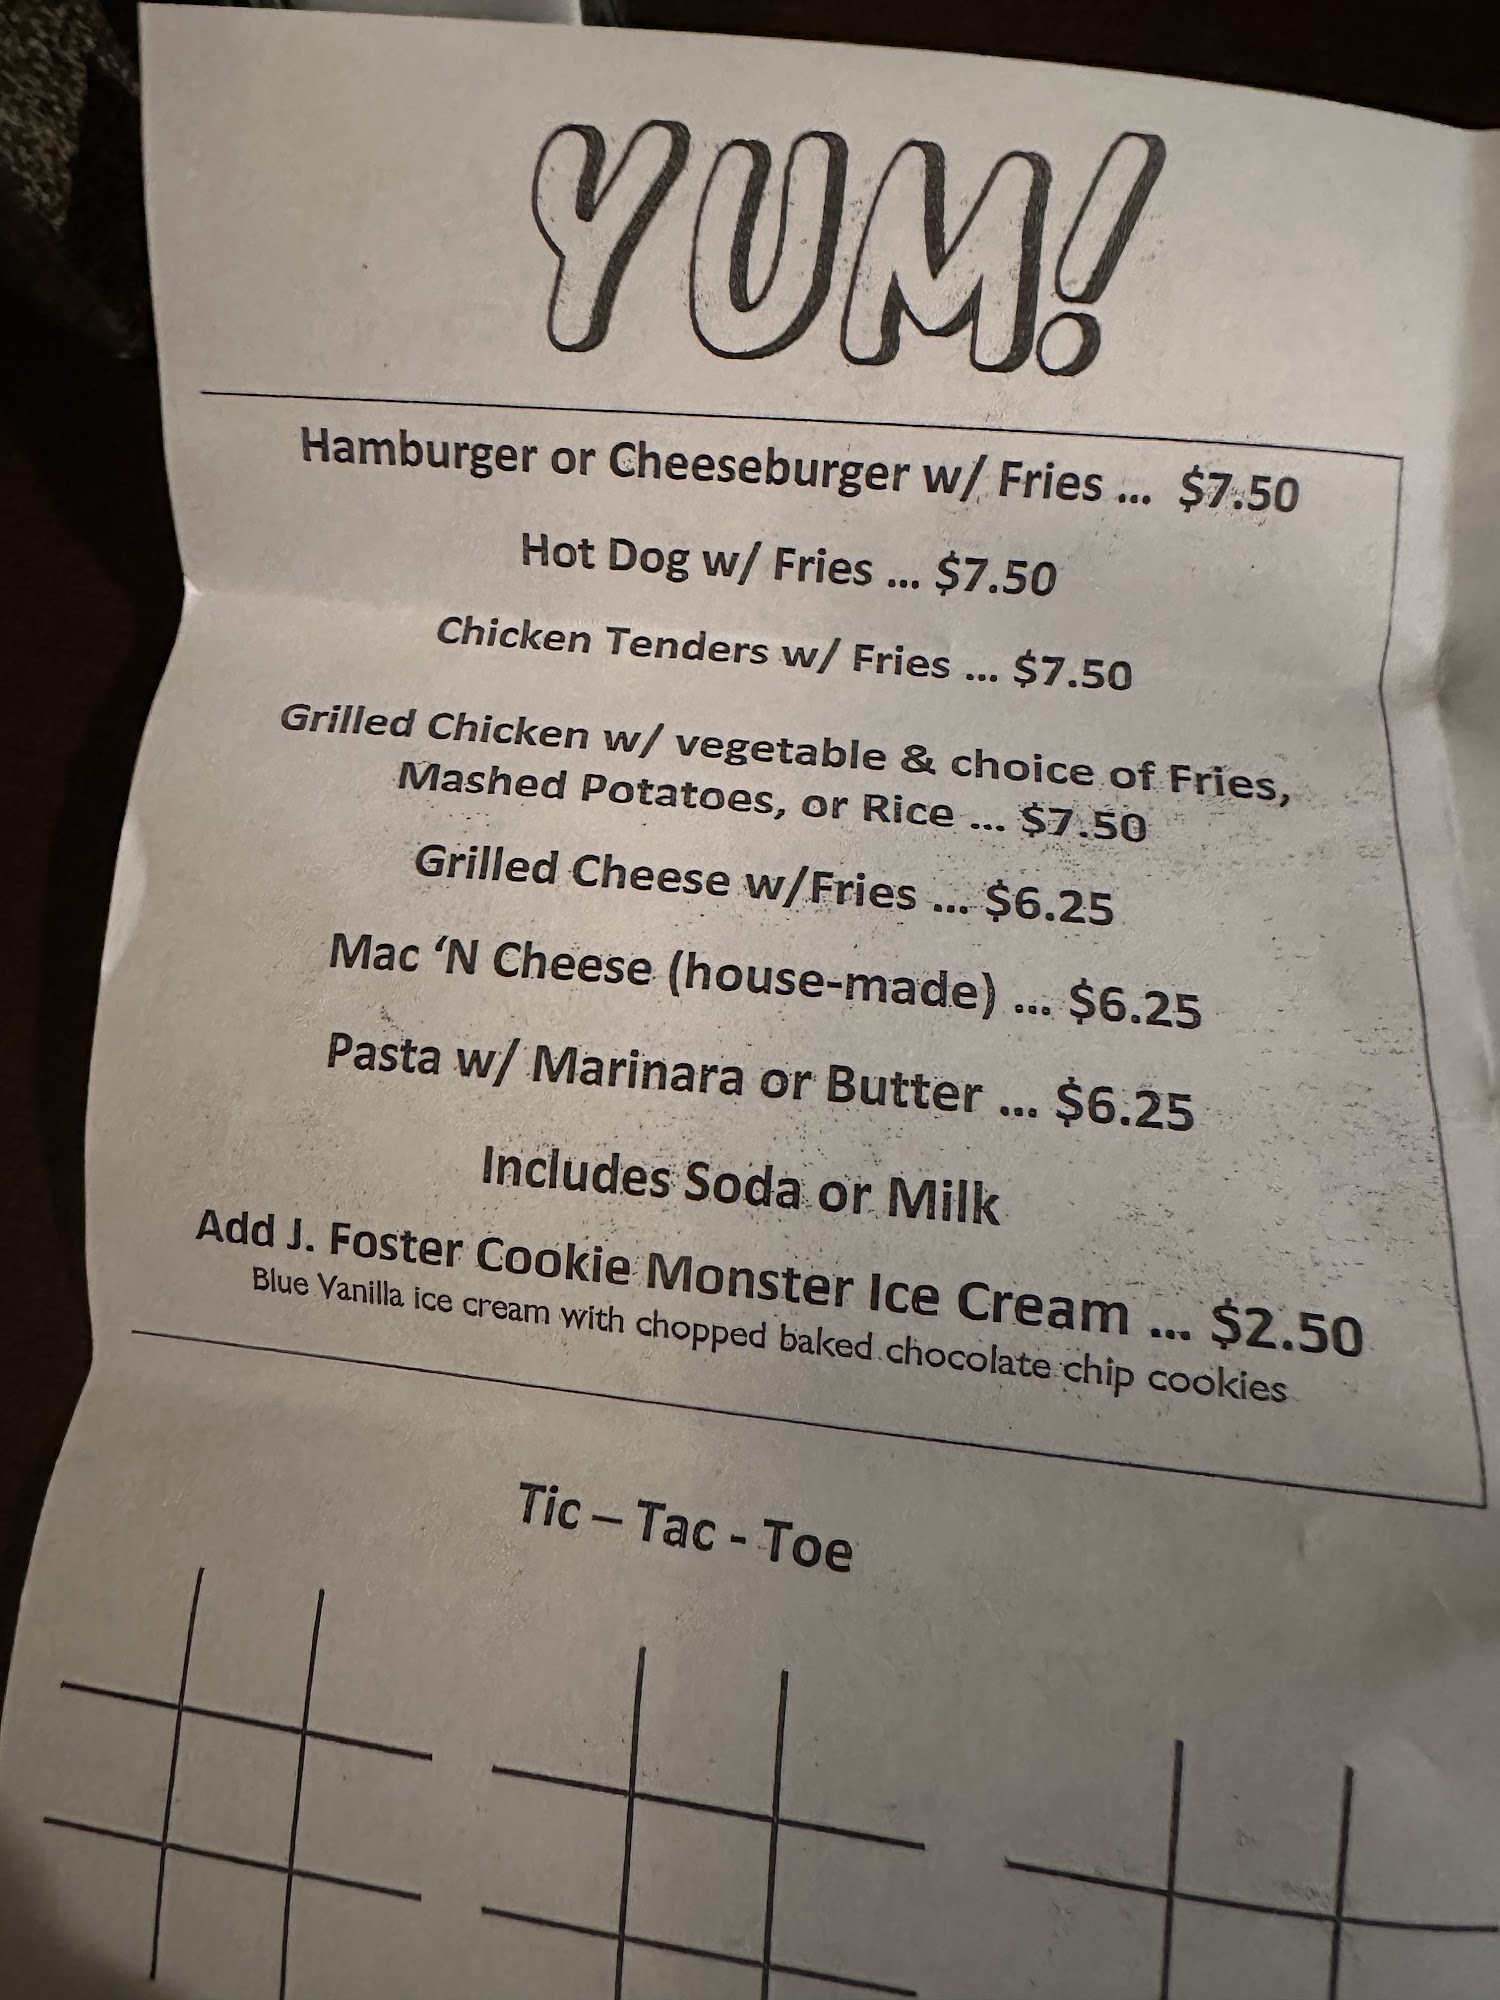 YUM!
Hamburger or Cheeseburger w/ Fries ... $7.50
Hot Dog w/ Fries ... $7.50
Chicken Tenders w/ Fries ... $7.50
Grilled Chicken w/ vegetable & choice of Fries,
Mashed Potatoes, or Rice ... $7.50
Grilled Cheese w/Fries ... $6.25
Mac ‘N Cheese (house-made) ... $6.25
Pasta w/ Marinara or Butter ... $6.25
Includes Soda or Milk
Add J. Foster Cookie Monster Ice Cream ... $2.50
Blue Vanilla ice cream with chopped baked chocolate chip cookies
Tic – Tac - Toe